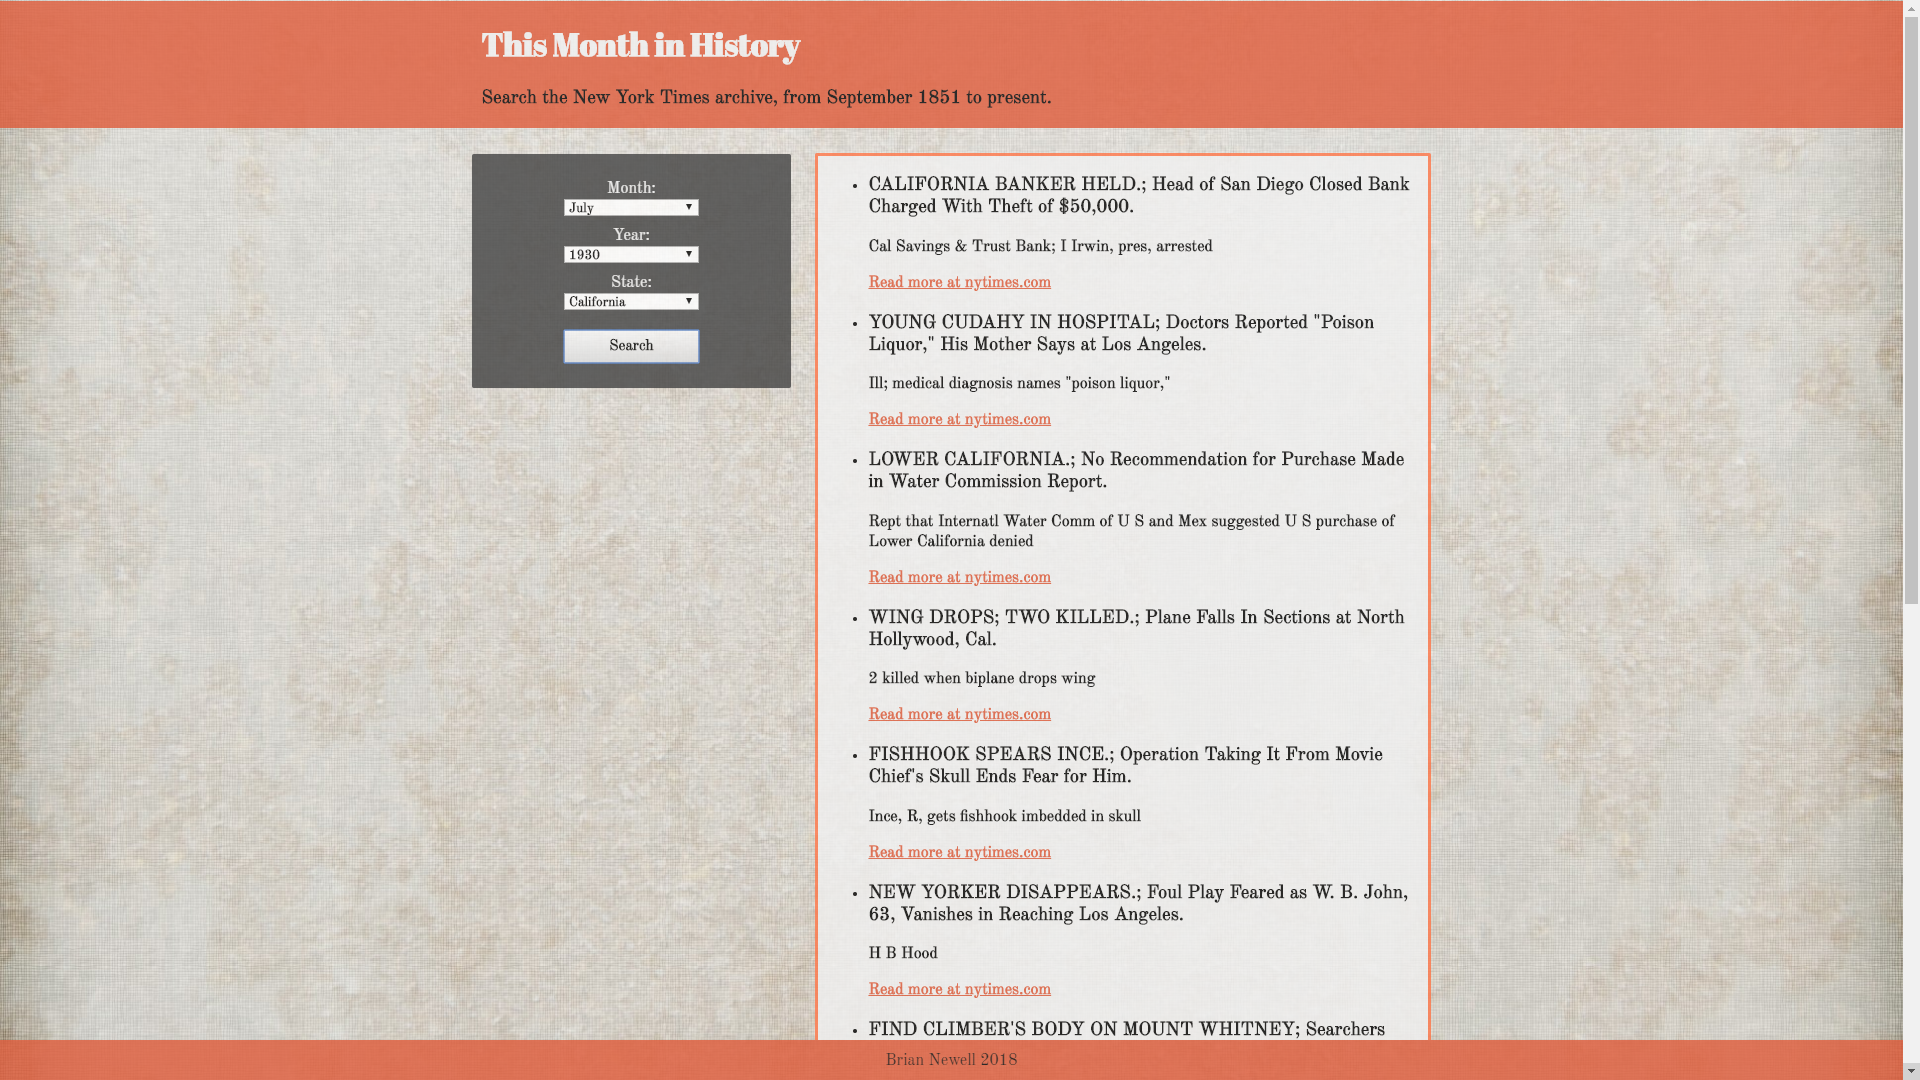 This Month in History
Search the New York Times archive, from September 1851 to present.
Month:
July
Year:
1930
State:
California
Search
CALIFORNIA BANKER HELD.; Head of San Diego Closed Bank
Charged With Theft of $50,000.
Cal Savings & Trust Bank; I Irwin, pres, arrested
Read more at nytimes.com
YOUNG CUDAHY IN HOSPITAL; Doctors Reported "Poison
Liquor," His Mother Says at Los Angeles.
Ill; medical diagnosis names "poison liquor,"
Read more at nytimes.com
LOWER CALIFORNIA.; No Recommendation for Purchase Made
in Water Commission Report.
Rept that Internatl Water Comm of U S and Mex suggested U S purchase of
Lower California denied
Read more at nytimes.com
WING DROPS; TWO KILLED.; Plane Falls In Sections at North
Hollywood, Cal.
2 killed when biplane drops wing
Read more at nytimes.com
FISHHOOK SPEARS INCE.; Operation Taking It From Movie
Chief's Skull Ends Fear for Him.
Ince, R, gets fishhook imbedded in skull
Read more at nytimes.com
NEW YORKER DISAPPEARS.; Foul Play Feared as W. B. John,
63, Vanishes in Reaching Los Angeles.
H B Hood
Read more at nytimes.com
FIND CLIMBER'S BODY ON MOUNT WHITNEY; Searchers
Brian Newell 2018